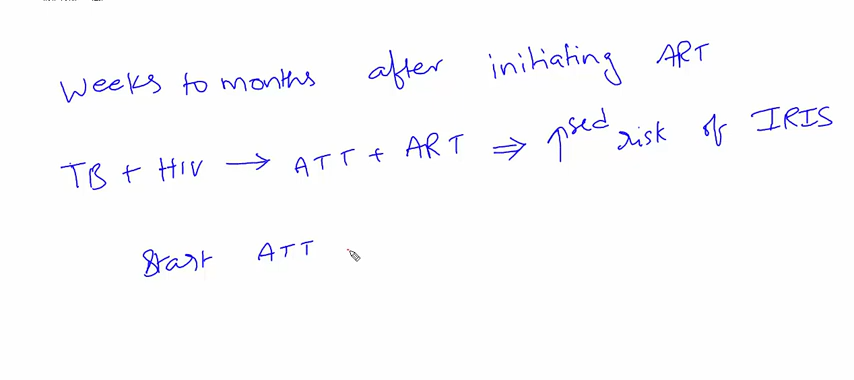 Weeks to months after initiating ART
TB + HIV → ATT + ART ⇒ ↑sed risk of IRIS
Start ATT